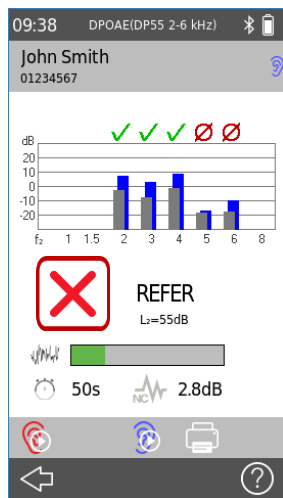 09:38 DPOAE(DP55 2-6 kHz)
John Smith
01234567
dB
20
10
0
-10
-20
f₂ 1 1.5 2 3 4 5 6 8
REFER
L₂=55dB
50s NC 2.8dB
?